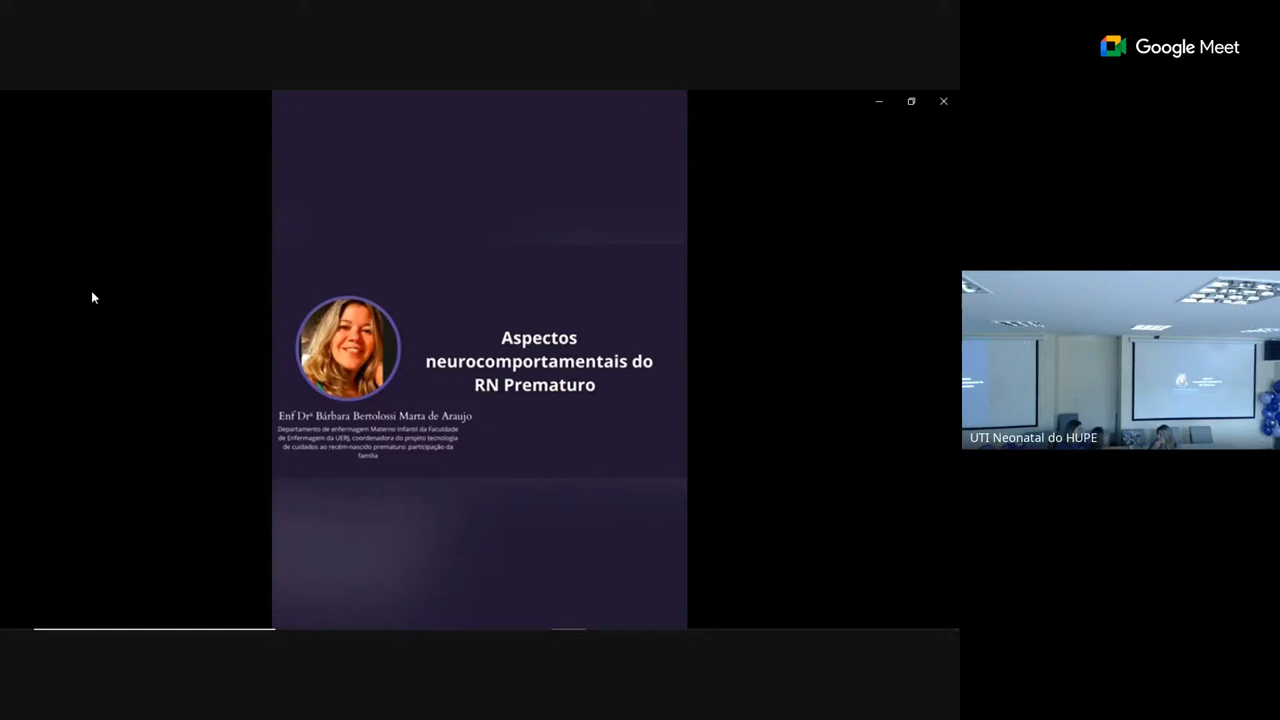 Google Meet
Aspectos
neurocomportamentais do
RN Prematuro
Enf Drª Bárbara Bertolossi Marta de Araujo
Departamento de enfermagem Materno Infantil da Faculdade
de Enfermagem da UERJ, coordenadora do projeto tecnologia
de cuidados ao recém-nascido prematuro: participação da
família
UTI Neonatal do HUPE